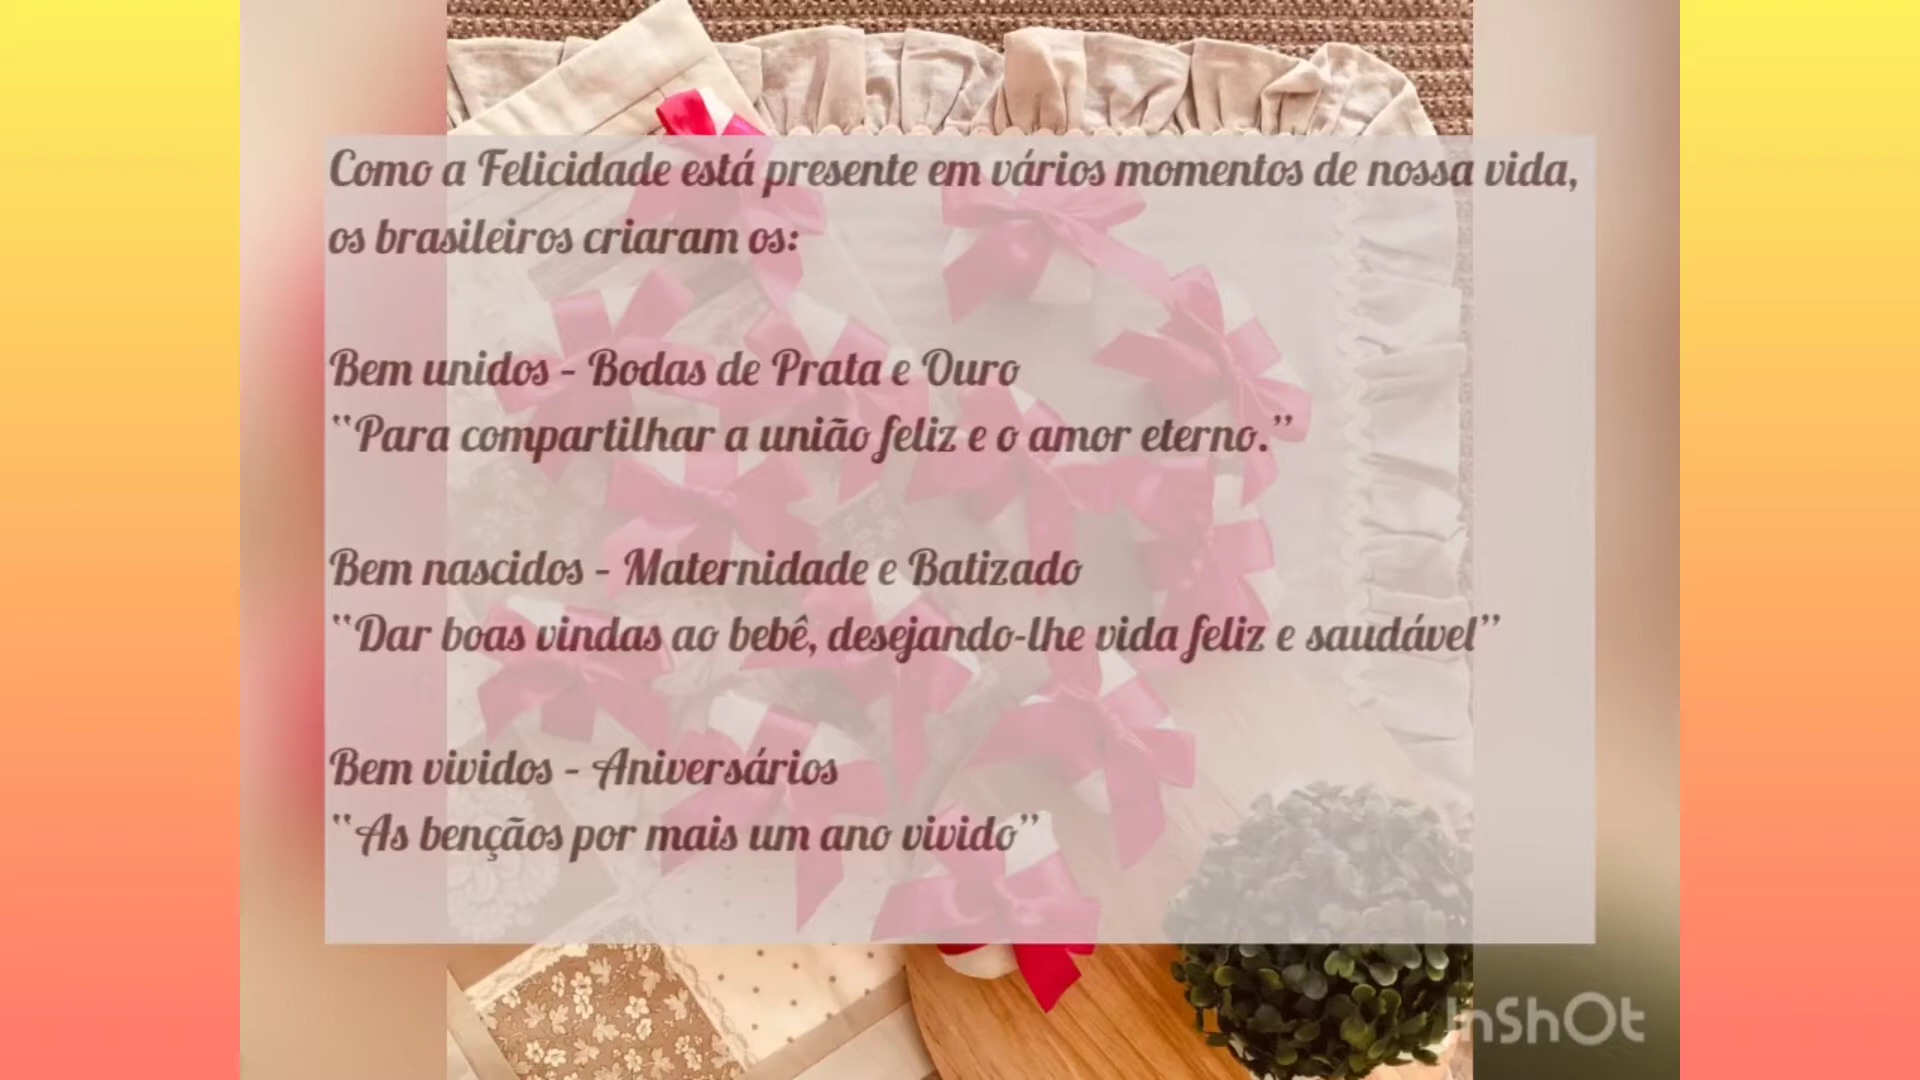 Como a Felicidade está presente em vários momentos de nossa vida,
os brasileiros criaram os:
Bem unidos - Bodas de Prata e Ouro
"Para compartilhar a união feliz e o amor eterno."
Bem nascidos - Maternidade e Batizado
"Dar boas vindas ao bebê, desejando-lhe vida feliz e saudável"
Bem vividos - Aniversários
"As bençãos por mais um ano vivido"
InShOt